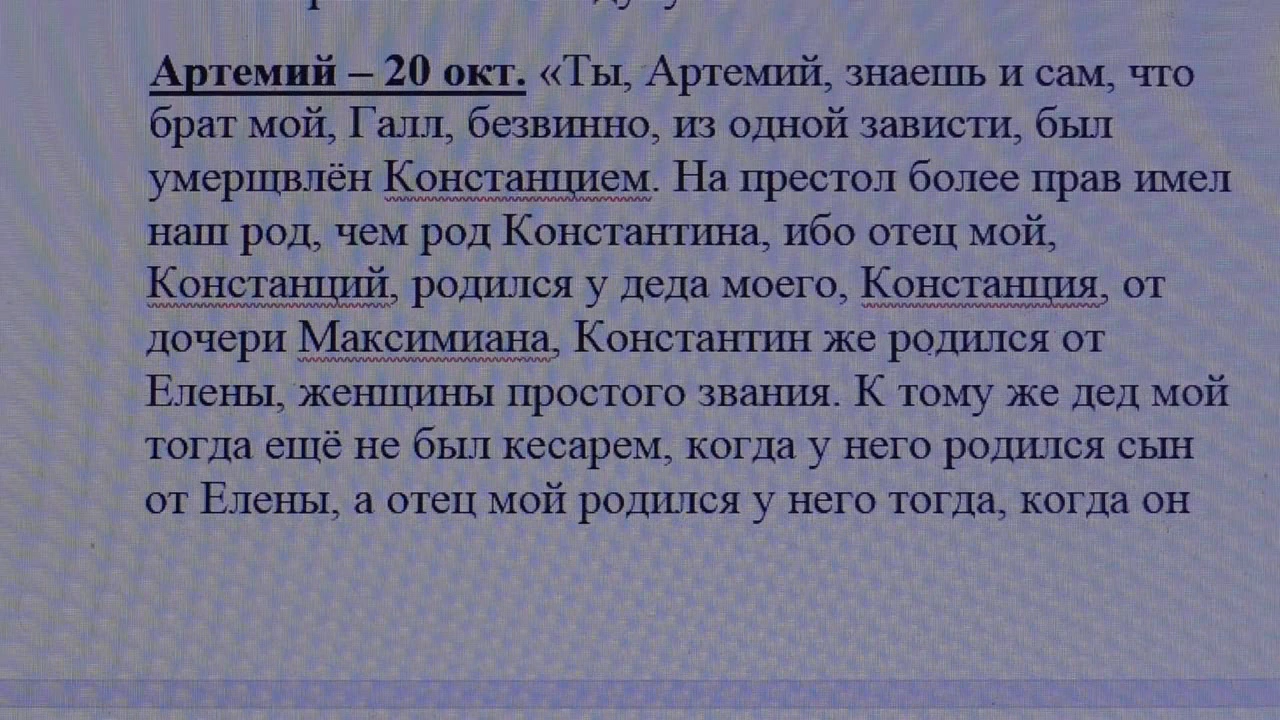 Артемий – 20 окт. «Ты, Артемий, знаешь и сам, что
брат мой, Галл, безвинно, из одной зависти, был
умерщвлён Констанцием. На престол более прав имел
наш род, чем род Константина, ибо отец мой,
Констанций, родился у деда моего, Констанция, от
дочери Максимиана, Константин же родился от
Елены, женщины простого звания. К тому же дед мой
тогда ещё не был кесарем, когда у него родился сын
от Елены, а отец мой родился у него тогда, когда он